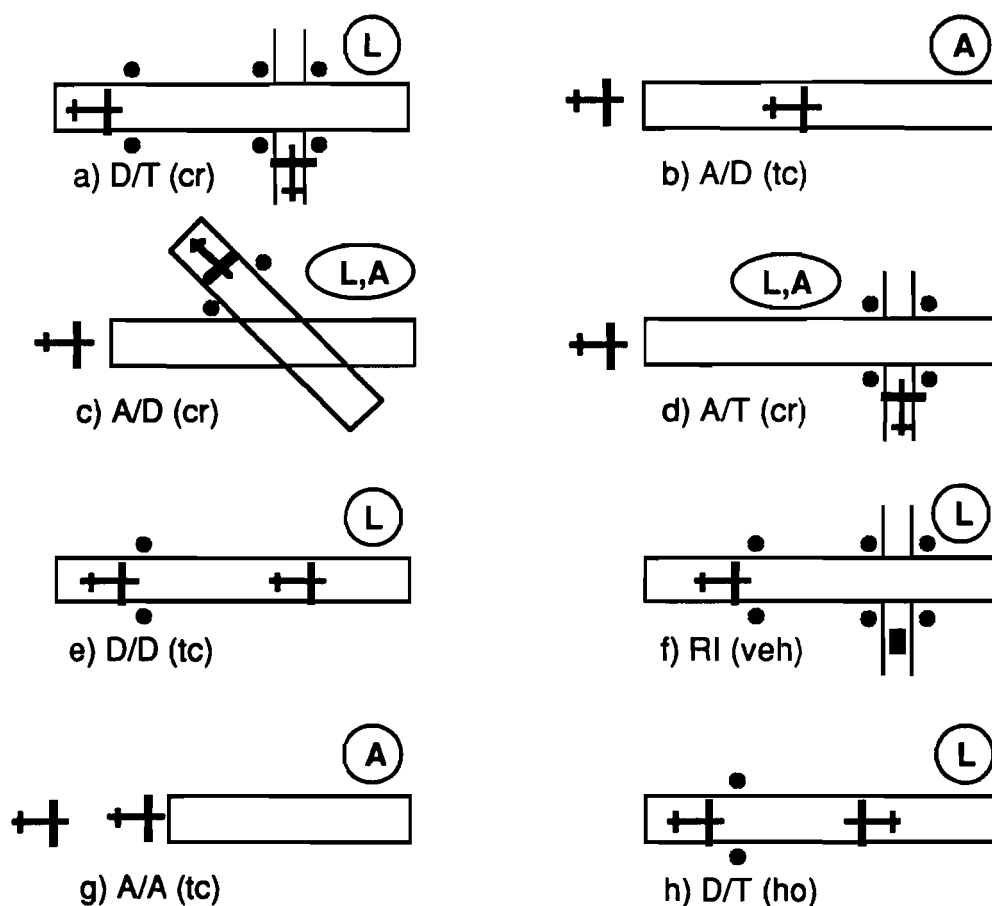 L
A
a) D/T (cr)
b) A/D (tc)
L,A
L,A
c) A/D (cr)
d) A/T (cr)
L
L
e) D/D (tc)
f) RI (veh)
A
L
g) A/A (tc)
h) D/T (ho)